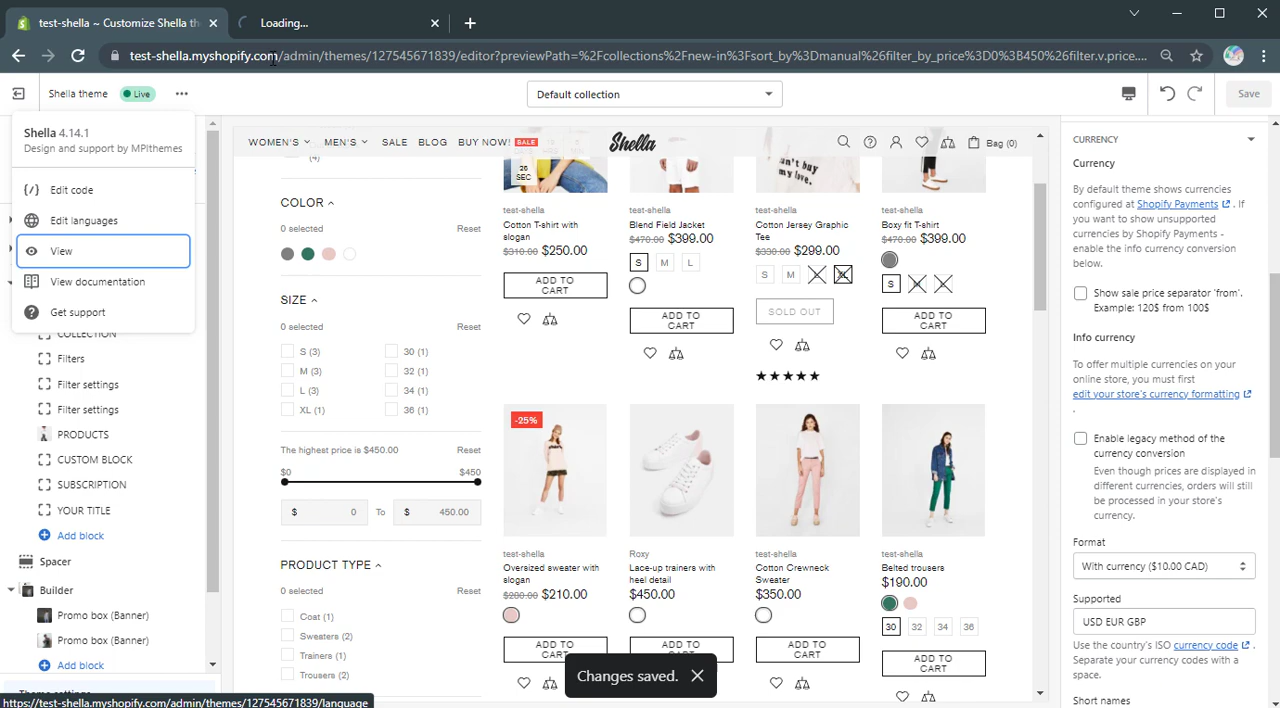 test-shella ~ Customize Shella th
Loading...
test-shella.myshopify.com/admin/themes/127545671839/editor?previewPath=%2Fcollections%2Fnew-in%3Fsort_by%3Dmanual%26filter_by_price%3D0%3B450%26filter.v.price....
Shella theme
Live
Default collection
Save
Shella 4.14.1
Design and support by MPIthemes
Edit code
Edit languages
View
View documentation
Get support
COLLECTION
Filters
Filter settings
Filter settings
PRODUCTS
CUSTOM BLOCK
SUBSCRIPTION
YOUR TITLE
Add block
Spacer
Builder
Promo box (Banner)
Promo box (Banner)
Add block
Theme settings
https://test-shella.myshopify.com/admin/themes/127545671839/language
WOMEN'S
MEN'S
SALE
BLOG
BUY NOW!
SALE
Shella
Bag (0)
(4)
COLOR
0 selected
Reset
SIZE
0 selected
Reset
S (3)
30 (1)
M (3)
32 (1)
L (3)
34 (1)
XL (1)
36 (1)
The highest price is $450.00
Reset
$0
$450
$ 0
To
$ 450.00
PRODUCT TYPE
0 selected
Reset
Coat (1)
Sweaters (2)
Trainers (1)
Trousers (2)
SEC
can't buy
my love.
test-shella
Cotton T-shirt with
slogan
$310.00 $250.00
ADD TO
CART
test-shella
Blend Field Jacket
$470.00 $399.00
S M L
ADD TO
CART
test-shella
Cotton Jersey Graphic
Tee
$330.00 $299.00
S M L XL
SOLD OUT
test-shella
Boxy fit T-shirt
$470.00 $399.00
S M L
ADD TO
CART
-25%
test-shella
Oversized sweater with
slogan
$280.00 $210.00
ADD TO
CART
Roxy
Lace-up trainers with
heel detail
$450.00
ADD TO
CART
test-shella
Cotton Crewneck
Sweater
$350.00
ADD TO
CART
test-shella
Belted trousers
$190.00
30 32 34 36
ADD TO
CART
Changes saved.
CURRENCY
Currency
By default theme shows currencies
configured at Shopify Payments . If
you want to show unsupported
currencies by Shopify Payments -
enable the info currency conversion
below.
Show sale price separator 'from'.
Example: 120$ from 100$
Info currency
To offer multiple currencies on your
online store, you must first
edit your store's currency formatting
.
Enable legacy method of the
currency conversion
Even though prices are displayed in
different currencies, orders will still
be processed in your store's
currency.
Format
With currency ($10.00 CAD)
Supported
USD EUR GBP
Use the country's ISO currency code .
Separate your currency codes with a
space.
Short names